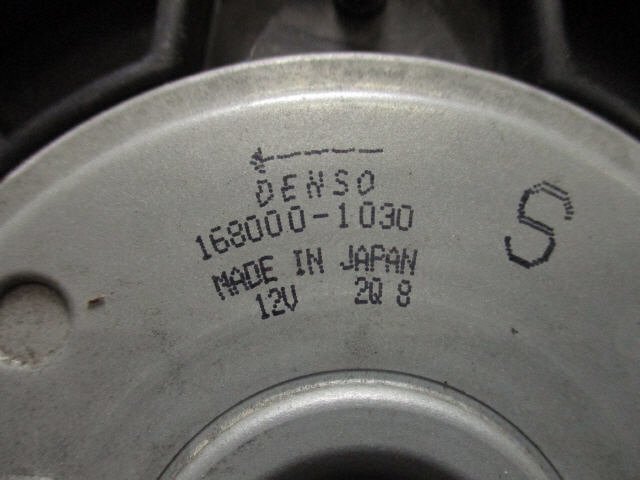 DENSO
168000-1030
MADE IN JAPAN
12V 2Q 8
S